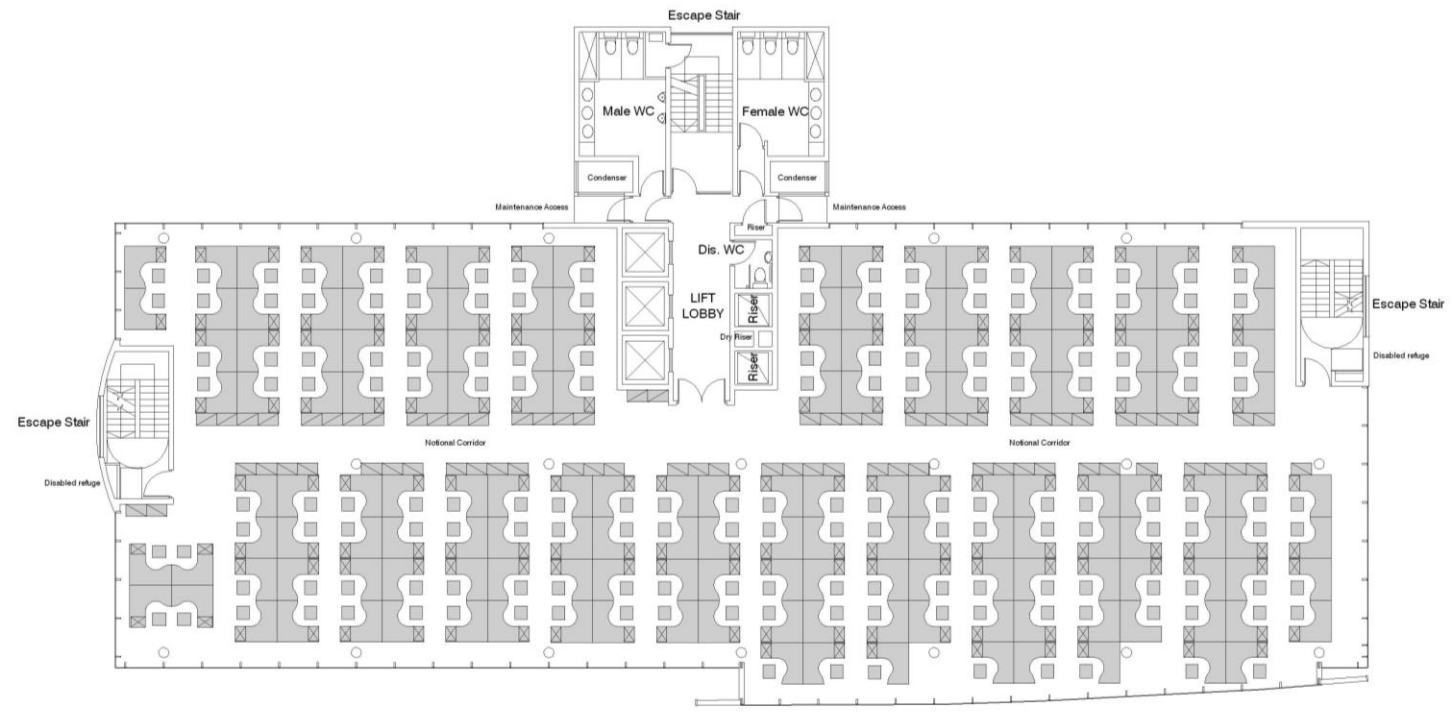 Escape Stair
Male WC
Female WC
Condenser
Condenser
Maintenance Access
Maintenance Access
Riser
Dis. WC
LIFT
LOBBY
Riser
Escape Stair
Dry Riser
Disabled refuge
Riser
Escape Stair
Notional Corridor
Notional Corridor
Disabled refuge